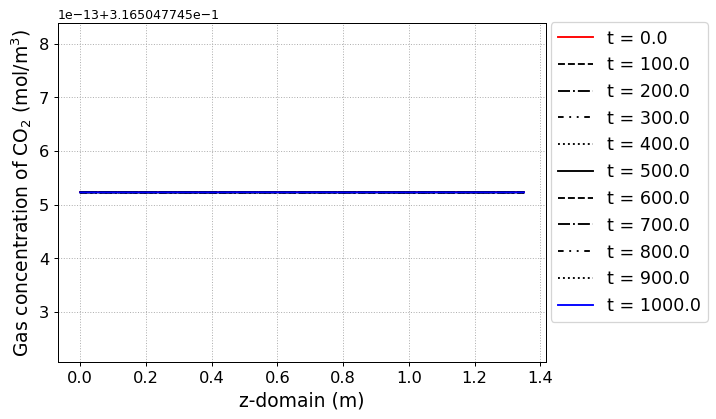 1e−13+3.165047745e−1
Gas concentration of CO₂ (mol/m³)
8
7
6
5
4
3
0.0 0.2 0.4 0.6 0.8 1.0 1.2 1.4
z-domain (m)
t = 0.0
t = 100.0
t = 200.0
t = 300.0
t = 400.0
t = 500.0
t = 600.0
t = 700.0
t = 800.0
t = 900.0
t = 1000.0